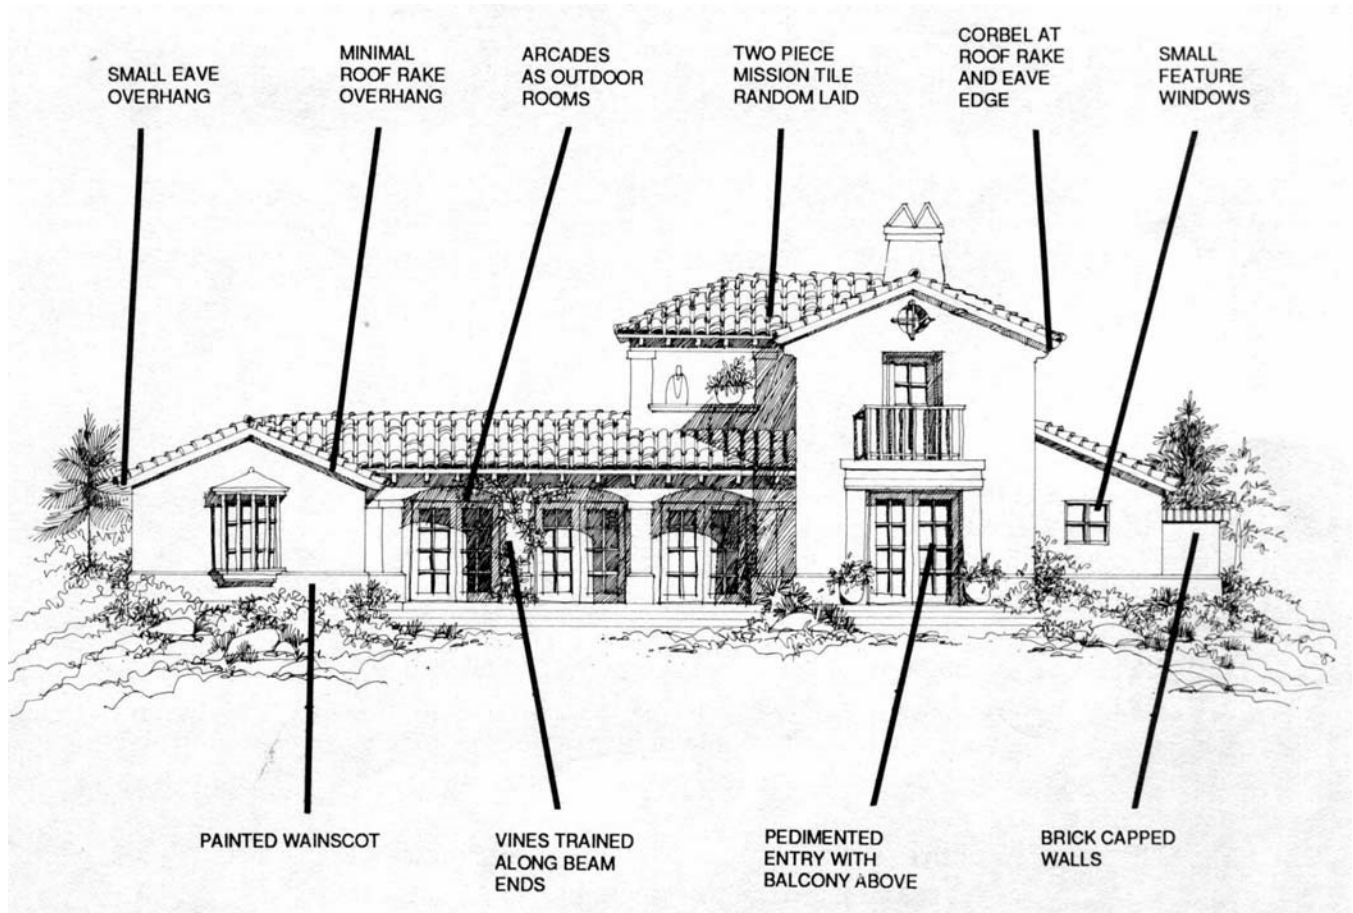 SMALL EAVE
OVERHANG
MINIMAL
ROOF RAKE
OVERHANG
ARCADES
AS OUTDOOR
ROOMS
TWO PIECE
MISSION TILE
RANDOM LAID
CORBEL AT
ROOF RAKE
AND EAVE
EDGE
SMALL
FEATURE
WINDOWS
PAINTED WAINSCOT
VINES TRAINED
ALONG BEAM
ENDS
PEDIMENTED
ENTRY WITH
BALCONY ABOVE
BRICK CAPPED
WALLS